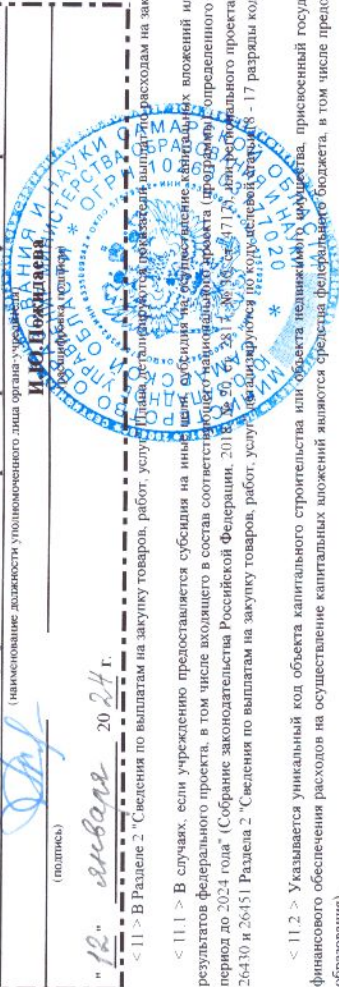 (наименование должности уполномоченного лица органа-учредителя)
И.Ю. Пожидаева
(подпись) (расшифровка подписи)
"12" января 2024 г.
< 11 > В Разделе 2 "Сведения по выплатам на закупку товаров, работ, услуг" Плана детализируются показатели выплат по расходам на зак
< 11.1 > В случаях, если учреждению предоставляется субсидия на иные цели, субсидия на осуществление капитальных вложений ил
результатов федерального проекта, в том числе входящего в состав соответствующего национального проекта (программы), определенного
период до 2024 года" (Собрание законодательства Российской Федерации, 2018, № 20, ст. 2817; № 30, ст. 4717), или регионального проекта
26430 и 26451 Раздела 2 "Сведения по выплатам на закупку товаров, работ, услуг" детализируются по коду целевой статьи (8 - 17 разряды код
< 11.2 > Указывается уникальный код объекта капитального строительства или объекта недвижимого имущества, присвоенный госуд
финансового обеспечения расходов на осуществление капитальных вложений являются средства федерального бюджета, в том числе предо
образования)